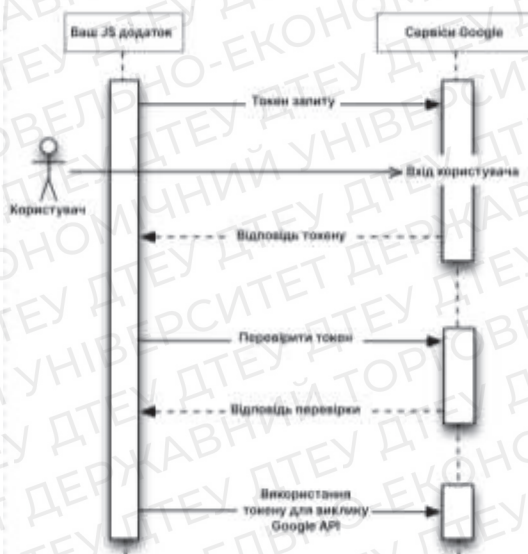 Ваш JS додаток
Сервіси Google
Токен запиту
Вхід користувача
Користувач
Відповідь токену
Перевірити токен
Відповідь перевірки
Використання
токену для виклику
Google API